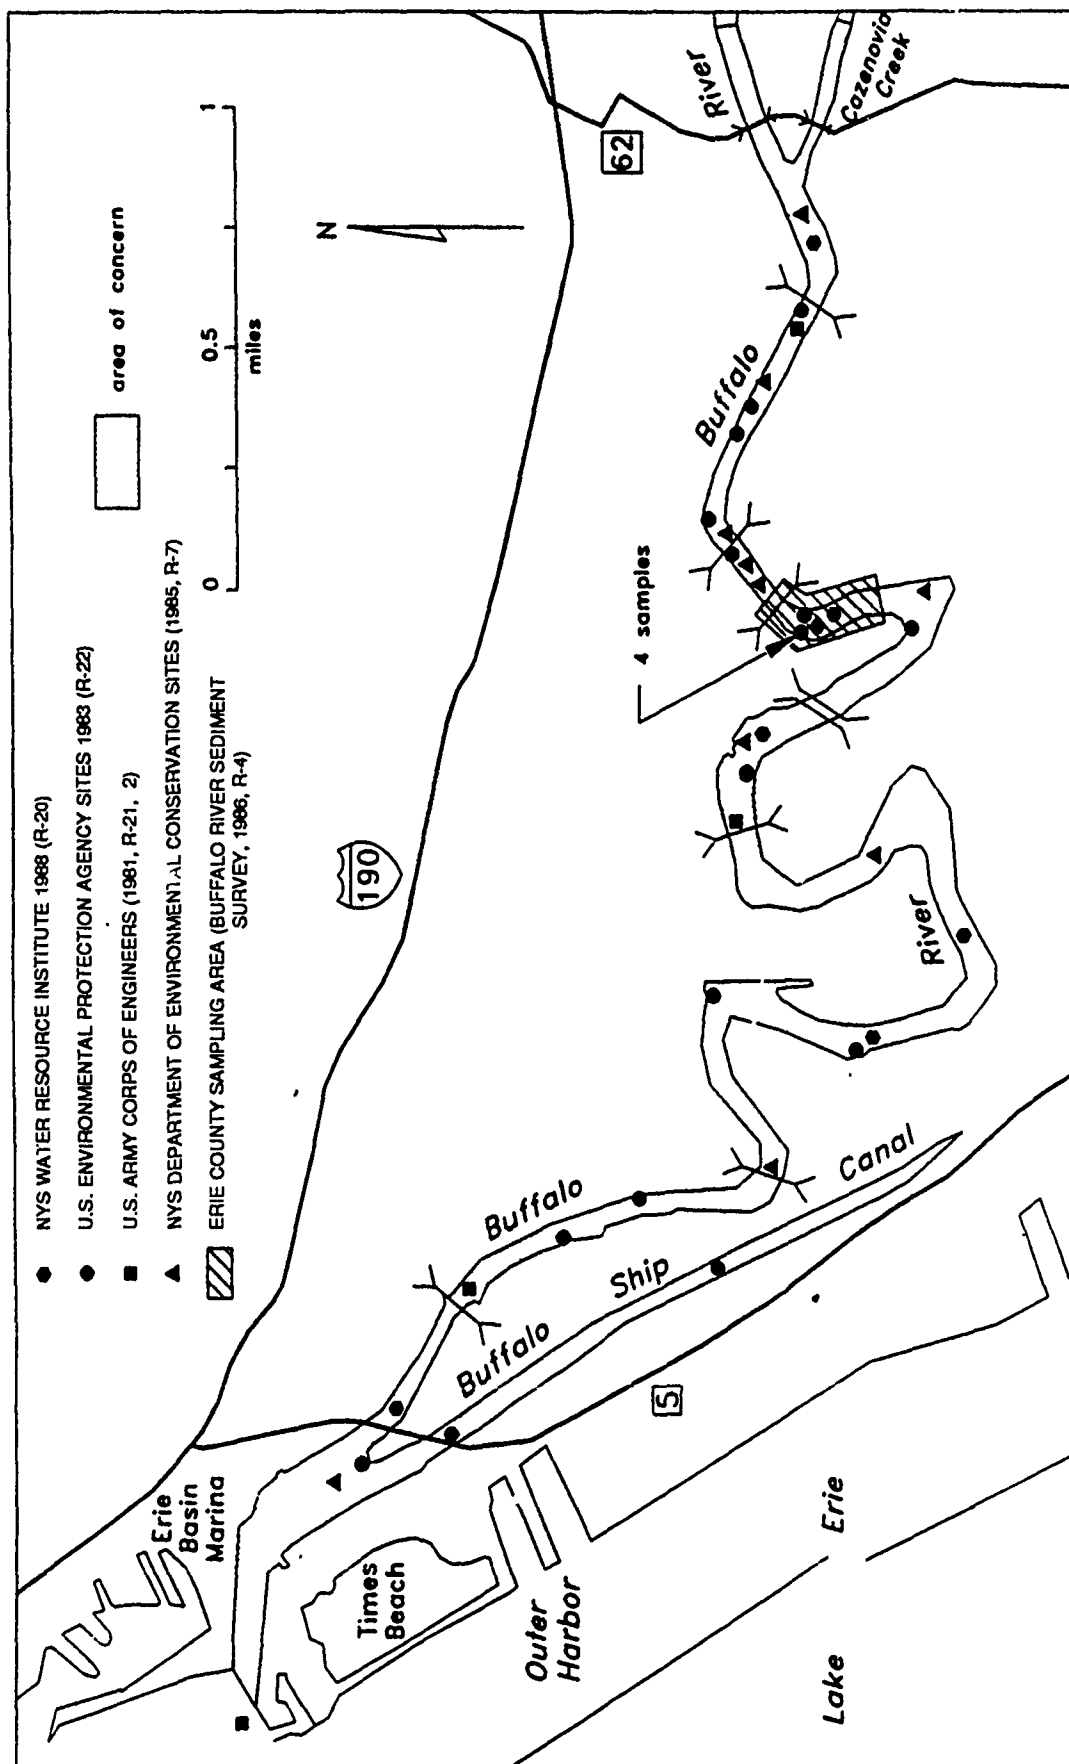 NYS WATER RESOURCE INSTITUTE 1988 (R-20)
U.S. ENVIRONMENTAL PROTECTION AGENCY SITES 1983 (R-22)
U.S. ARMY CORPS OF ENGINEERS (1981, R-21, 2)
NYS DEPARTMENT OF ENVIRONMENTAL CONSERVATION SITES (1985, R-7)
ERIE COUNTY SAMPLING AREA (BUFFALO RIVER SEDIMENT
SURVEY, 1986, R-4)
area of concern
0 0.5 1
miles
N
190
62
River
Cazenovia
Creek
Buffalo
4 samples
River
Buffalo
Buffalo
Ship
Canal
5
Erie
Basin
Marina
Times
Beach
Outer
Harbor
Lake
Erie